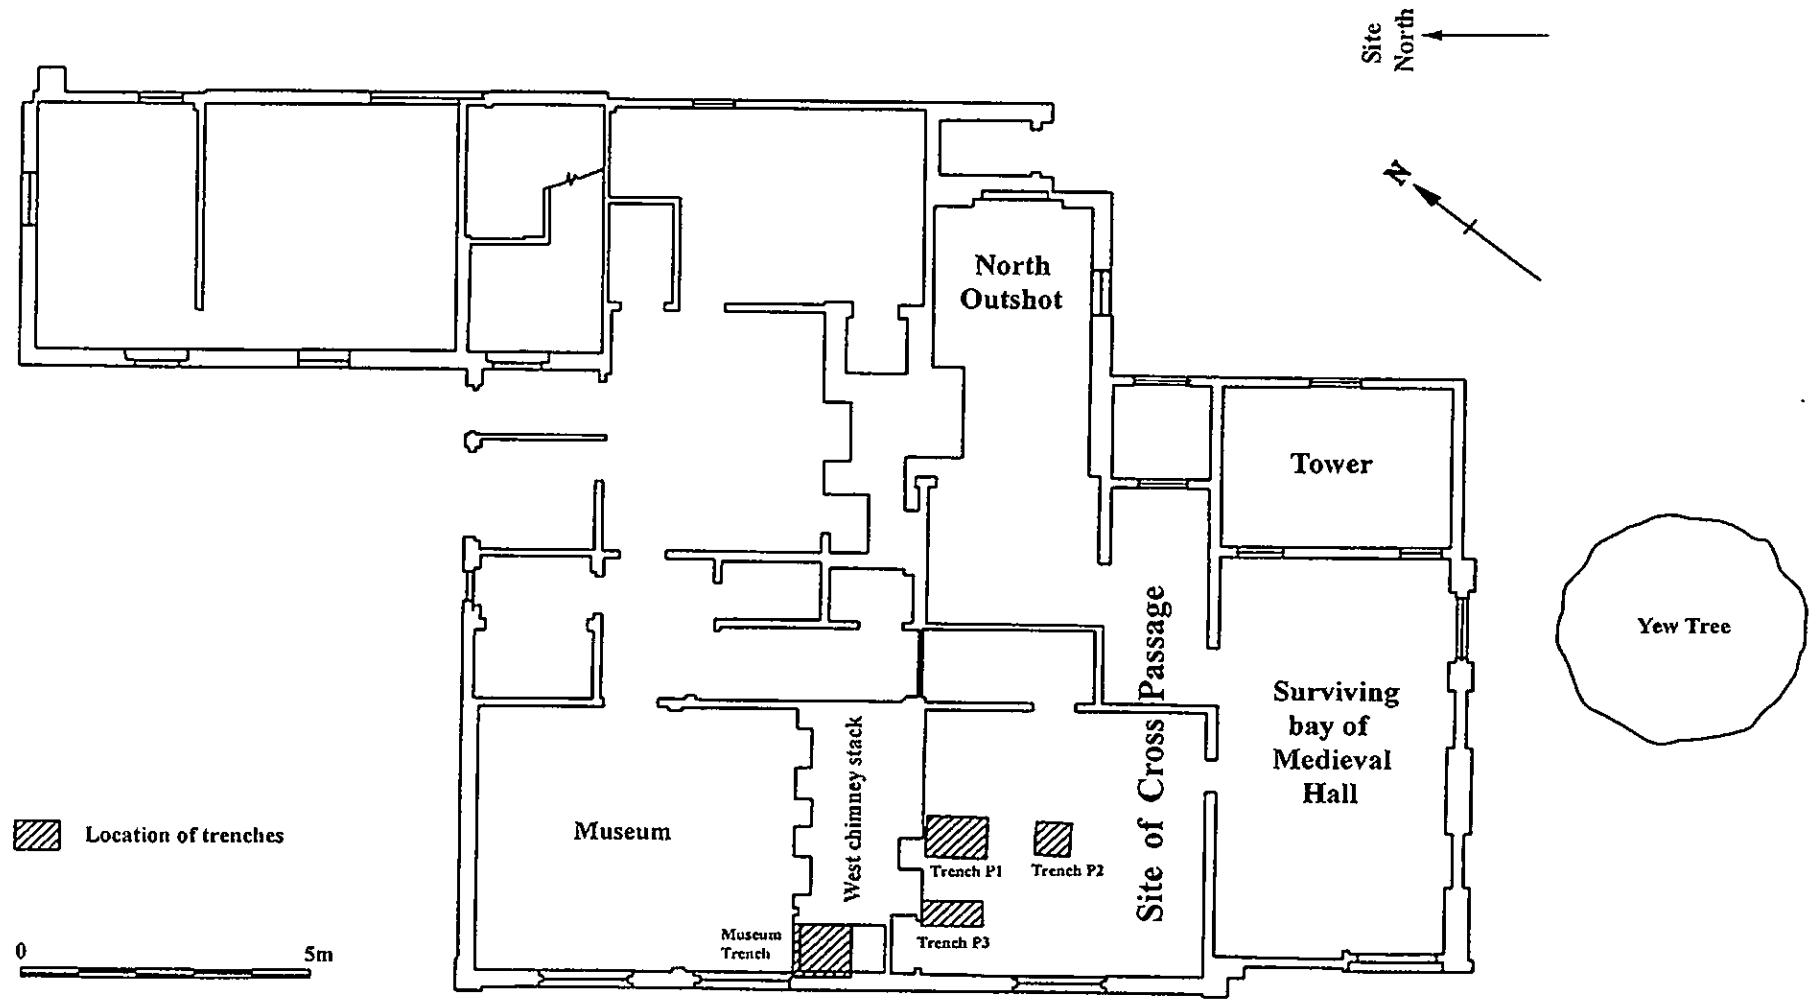 Site
North
N
North
Outshot
Tower
Yew Tree
Surviving
bay of
Medieval
Hall
Site of Cross Passage
West chimney stack
Museum
Location of trenches
Trench P1
Trench P2
Trench P3
Museum
Trench
0
5m